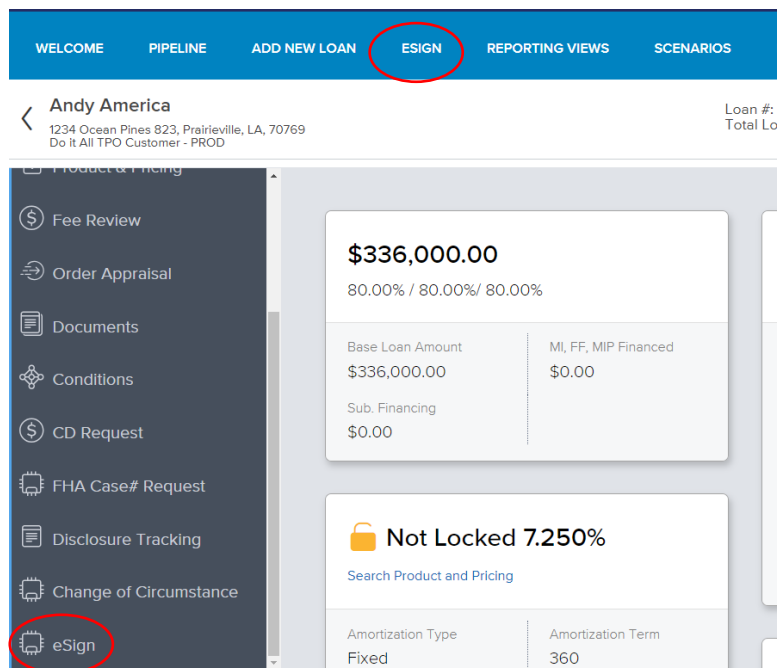 WELCOME PIPELINE ADD NEW LOAN ESIGN REPORTING VIEWS SCENARIOS
Andy America
1234 Ocean Pines 823, Prairieville, LA, 70769
Do it All TPO Customer - PROD
Loan #:
Total Lo
Product & Pricing
Fee Review
Order Appraisal
Documents
Conditions
CD Request
FHA Case# Request
Disclosure Tracking
Change of Circumstance
eSign
$336,000.00
80.00% / 80.00%/ 80.00%
Base Loan Amount
$336,000.00
MI, FF, MIP Financed
$0.00
Sub. Financing
$0.00
Not Locked 7.250%
Search Product and Pricing
Amortization Type
Fixed
Amortization Term
360